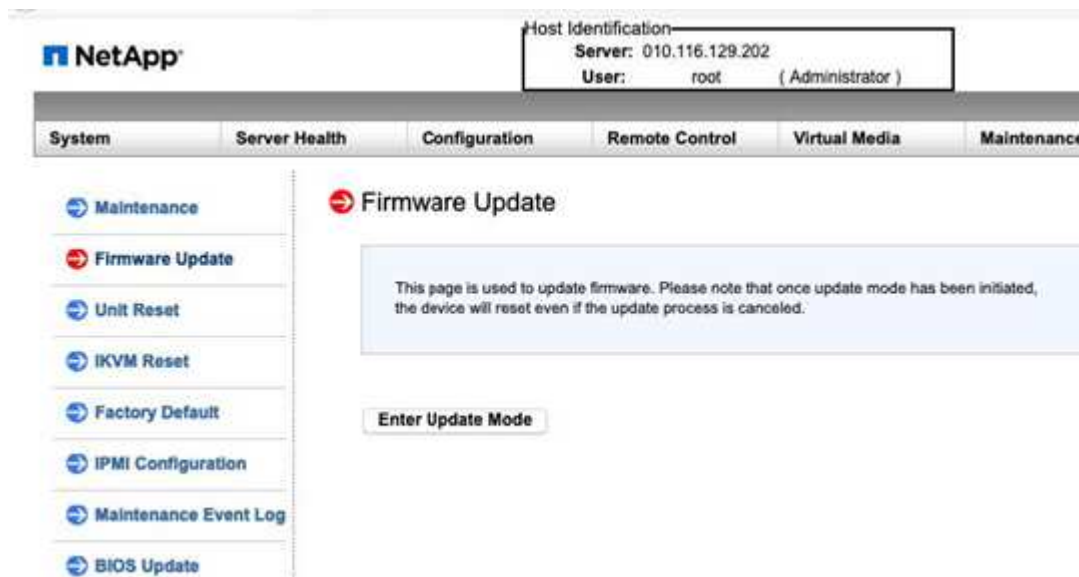 NetApp
Host Identification
Server: 010.116.129.202
User: root ( Administrator )
System Server Health Configuration Remote Control Virtual Media Maintenance
Maintenance
Firmware Update
Unit Reset
IKVM Reset
Factory Default
IPMI Configuration
Maintenance Event Log
BIOS Update
Firmware Update
This page is used to update firmware. Please note that once update mode has been initiated,
the device will reset even if the update process is canceled.
Enter Update Mode